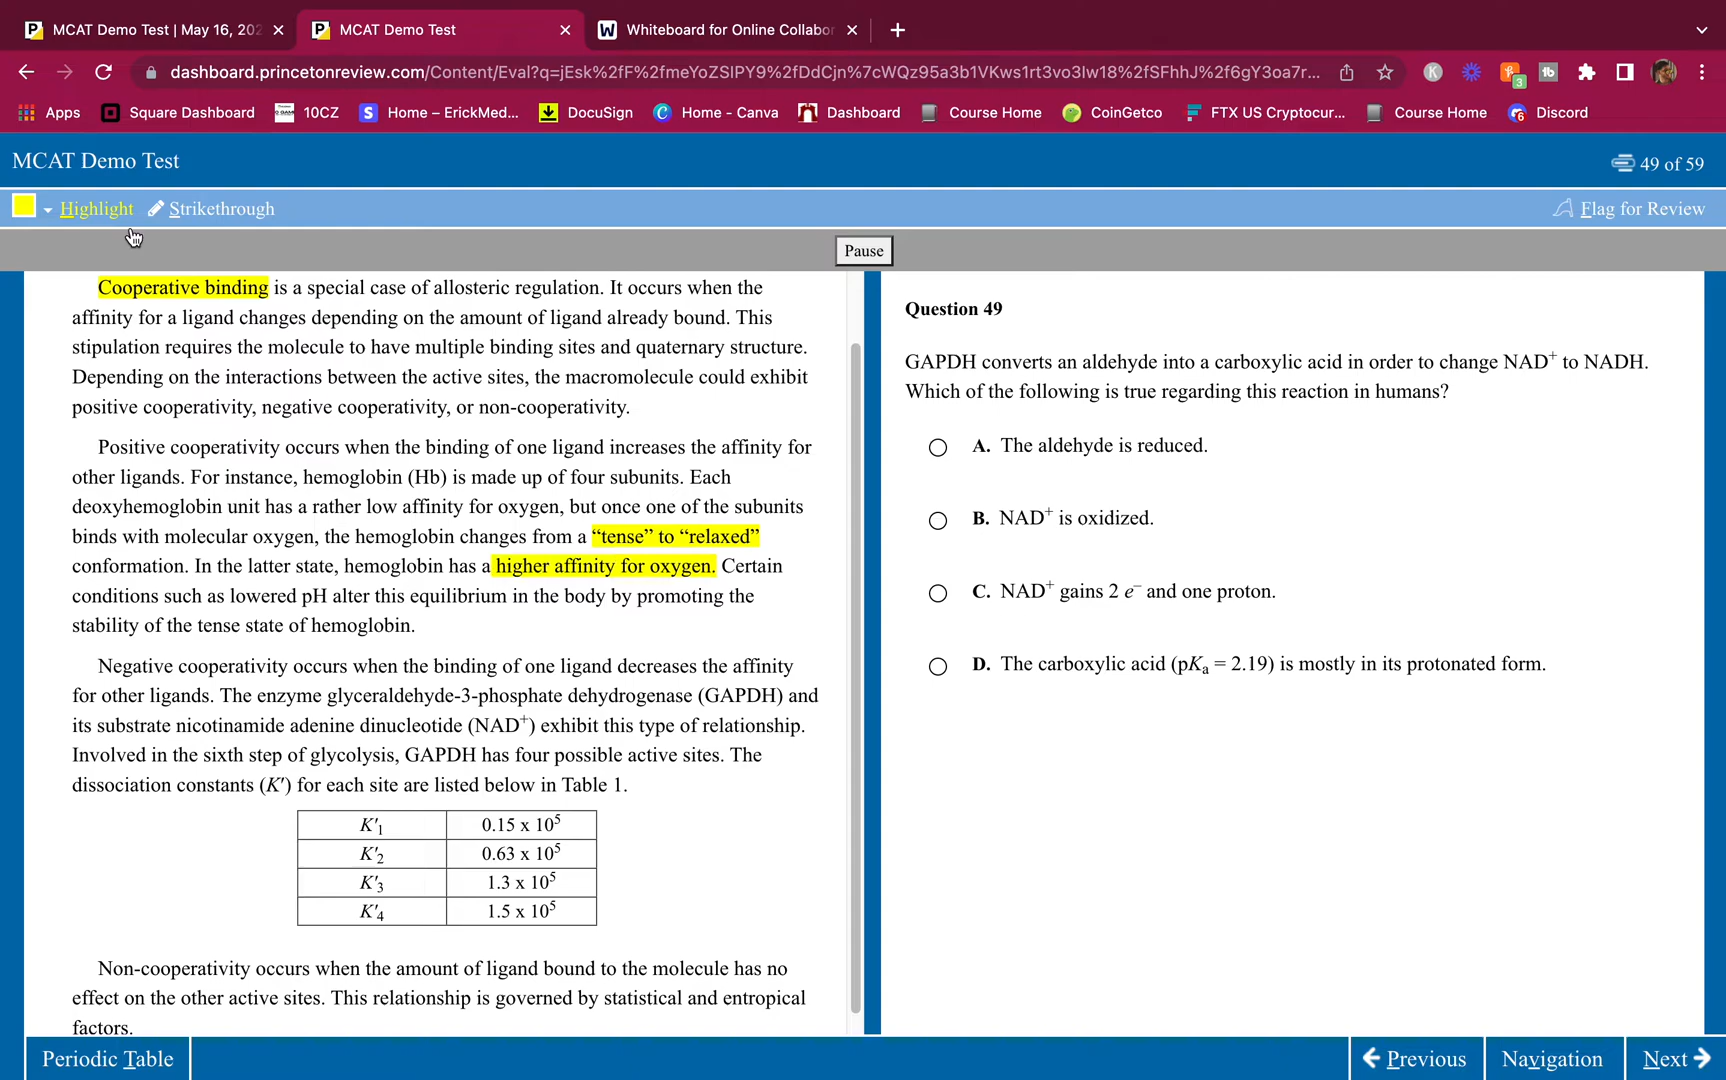 MCAT Demo Test | May 16, 202
MCAT Demo Test
Whiteboard for Online Collabor
dashboard.princetonreview.com/Content/Eval?q=jEsk%2fF%2fmeYoZSlPY9%2fDdCjn%7cWQz95a3b1VKws1rt3vo3lw18%2fSFhhJ%2f6gY3oa7r...
Apps
Square Dashboard
10CZ
Home – ErickMed...
DocuSign
Home - Canva
Dashboard
Course Home
CoinGetco
FTX US Cryptocur...
Course Home
Discord
MCAT Demo Test
49 of 59
Highlight
Strikethrough
Flag for Review
Pause
Cooperative binding is a special case of allosteric regulation. It occurs when the
affinity for a ligand changes depending on the amount of ligand already bound. This
stipulation requires the molecule to have multiple binding sites and quaternary structure.
Depending on the interactions between the active sites, the macromolecule could exhibit
positive cooperativity, negative cooperativity, or non-cooperativity.
Positive cooperativity occurs when the binding of one ligand increases the affinity for
other ligands. For instance, hemoglobin (Hb) is made up of four subunits. Each
deoxyhemoglobin unit has a rather low affinity for oxygen, but once one of the subunits
binds with molecular oxygen, the hemoglobin changes from a “tense” to “relaxed”
conformation. In the latter state, hemoglobin has a higher affinity for oxygen. Certain
conditions such as lowered pH alter this equilibrium in the body by promoting the
stability of the tense state of hemoglobin.
Negative cooperativity occurs when the binding of one ligand decreases the affinity
for other ligands. The enzyme glyceraldehyde-3-phosphate dehydrogenase (GAPDH) and
its substrate nicotinamide adenine dinucleotide (NAD⁺) exhibit this type of relationship.
Involved in the sixth step of glycolysis, GAPDH has four possible active sites. The
dissociation constants (K′) for each site are listed below in Table 1.
K′₁ 0.15 x 10⁵
K′₂ 0.63 x 10⁵
K′₃ 1.3 x 10⁵
K′₄ 1.5 x 10⁵
Non-cooperativity occurs when the amount of ligand bound to the molecule has no
effect on the other active sites. This relationship is governed by statistical and entropical
factors.
Question 49
GAPDH converts an aldehyde into a carboxylic acid in order to change NAD⁺ to NADH.
Which of the following is true regarding this reaction in humans?
A. The aldehyde is reduced.
B. NAD⁺ is oxidized.
C. NAD⁺ gains 2 e⁻ and one proton.
D. The carboxylic acid (pKₐ = 2.19) is mostly in its protonated form.
Periodic Table
Previous
Navigation
Next